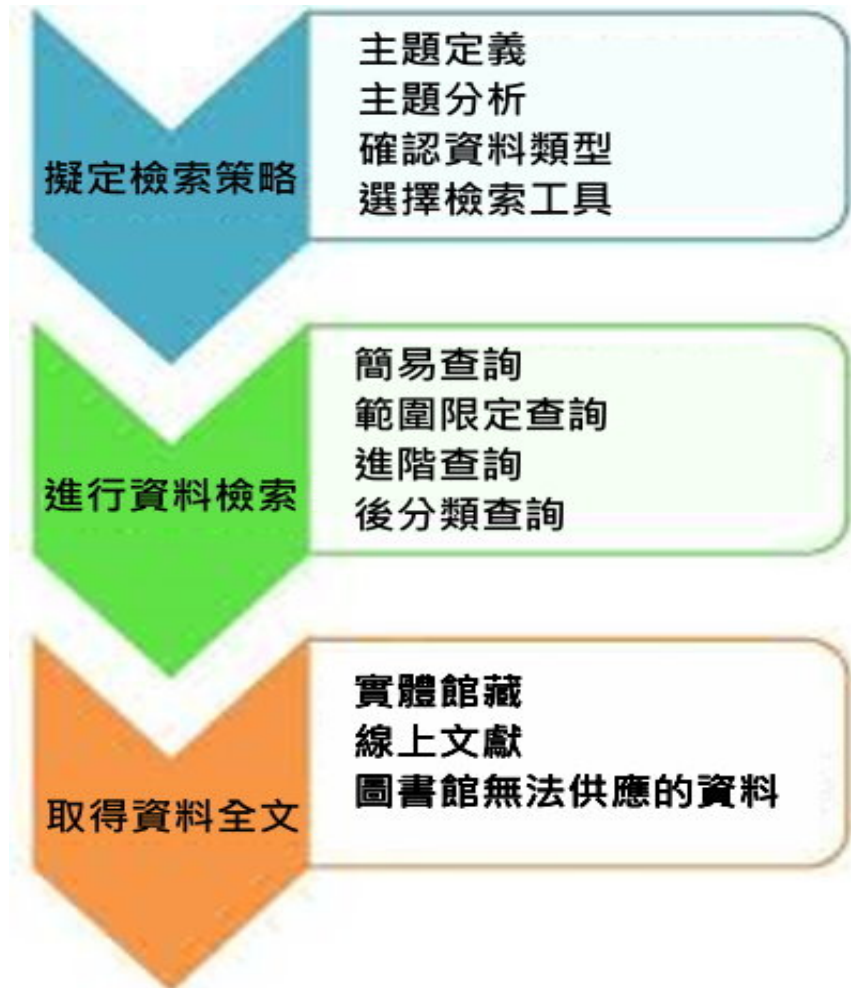 擬定檢索策略
主題定義
主題分析
確認資料類型
選擇檢索工具
進行資料檢索
簡易查詢
範圍限定查詢
進階查詢
後分類查詢
取得資料全文
實體館藏
線上文獻
圖書館無法供應的資料